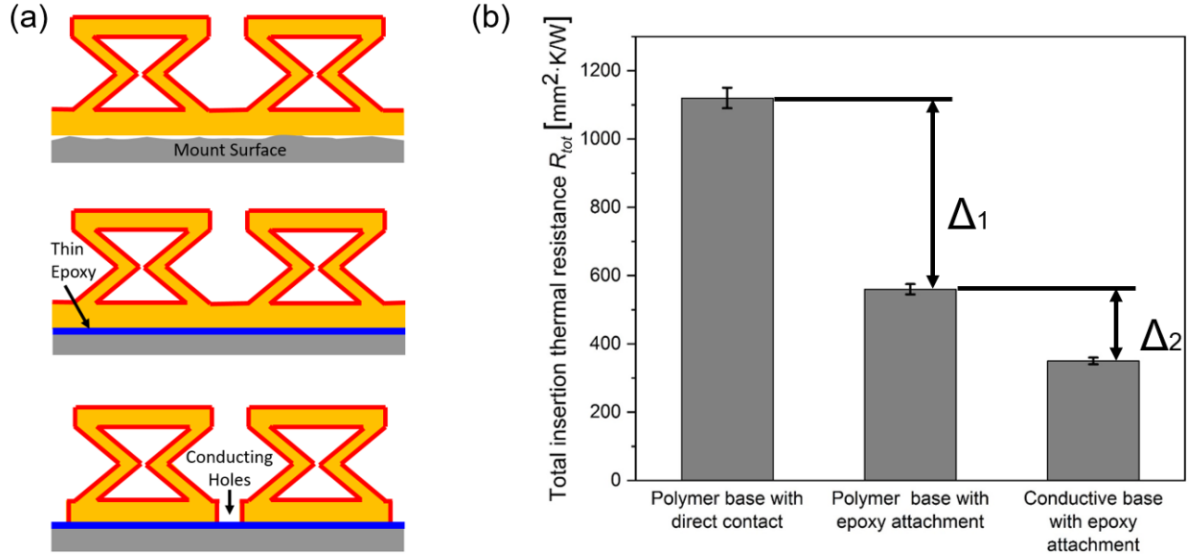 (a)
Mount Surface
Thin
Epoxy
Conducting
Holes
(b)
Total insertion thermal resistance R_tot [mm²·K/W]
1200
1000
800
600
400
200
0
Δ₁
Δ₂
Polymer base with
direct contact
Polymer base with
epoxy attachment
Conductive base
with epoxy
attachment